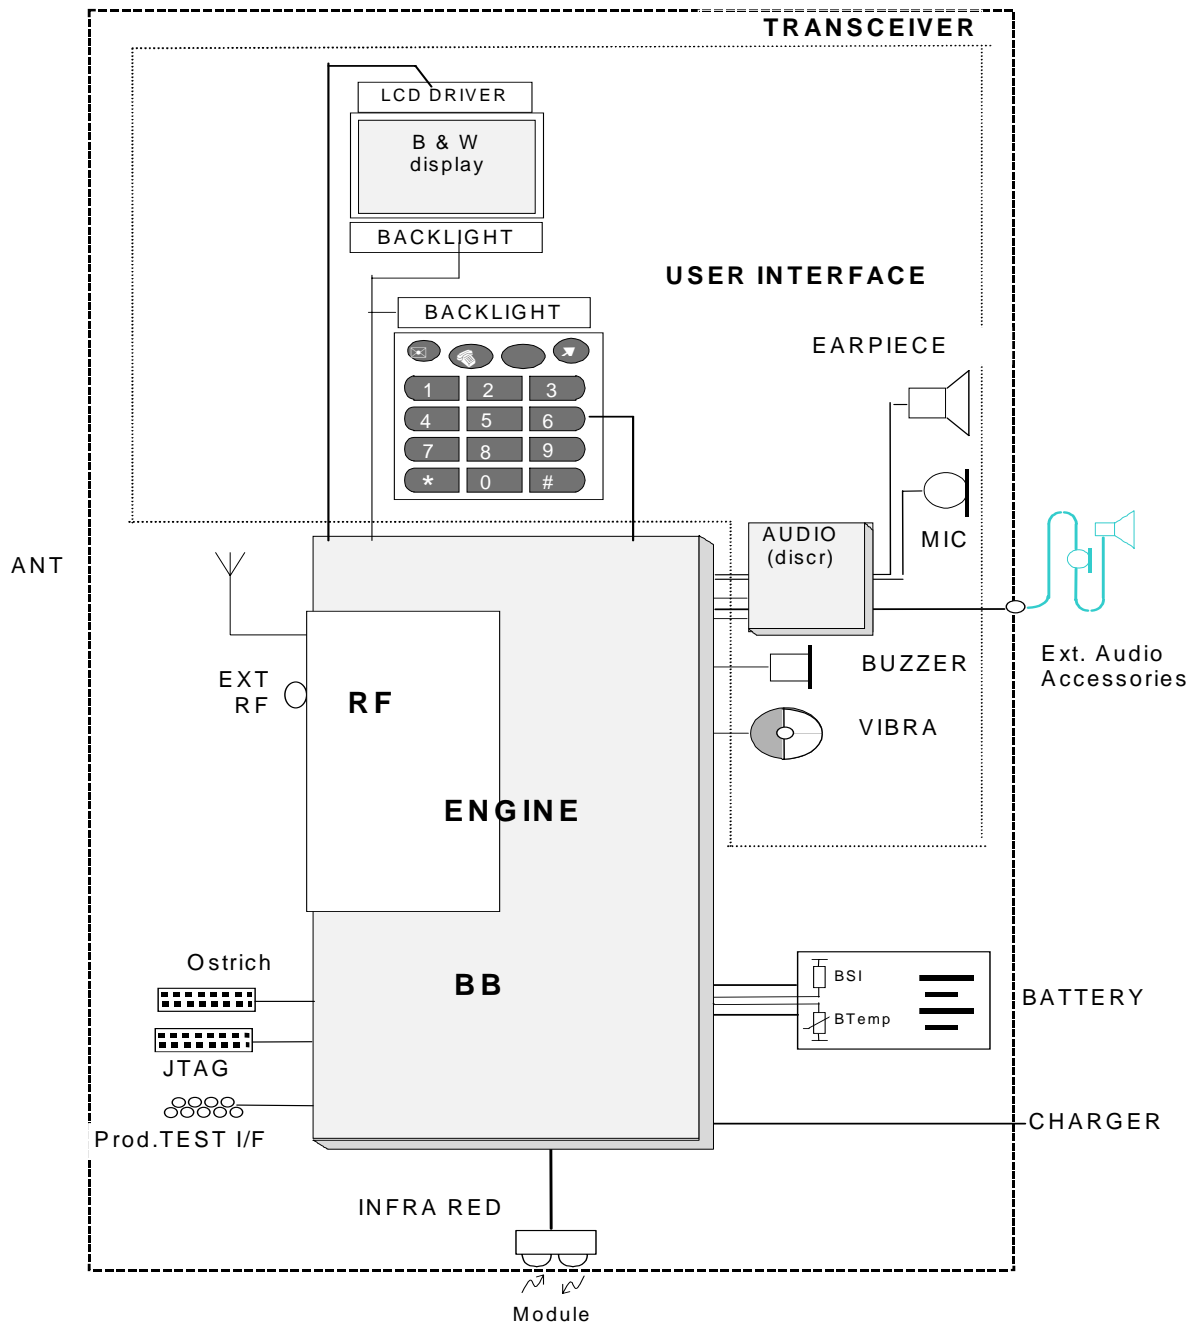 TRANSCEIVER
LCD DRIVER
B & W
display
BACKLIGHT
USER INTERFACE
BACKLIGHT
EARPIECE
1 2 3
4 5 6
7 8 9
* 0 #
AUDIO
(discr)
MIC
ANT
Ext. Audio
Accessories
BUZZER
EXT
RF
RF
VIBRA
ENGINE
Ostrich
BB
BSI
BATTERY
BTemp
JTAG
CHARGER
Prod.TEST I/F
INFRA RED
Module